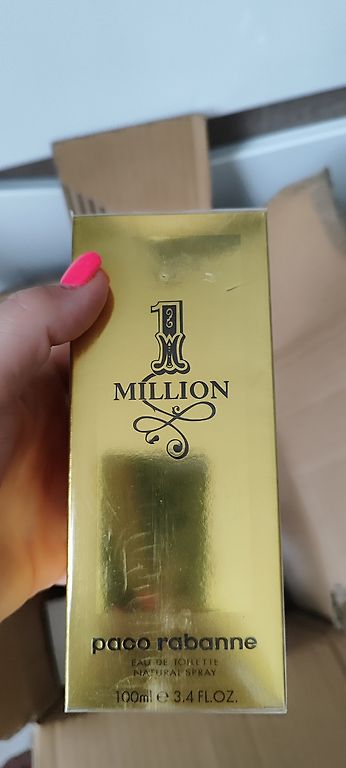 1
MILLION
paco rabanne
EAU DE TOILETTE
NATURAL SPRAY
100ml e 3.4 FL.OZ.